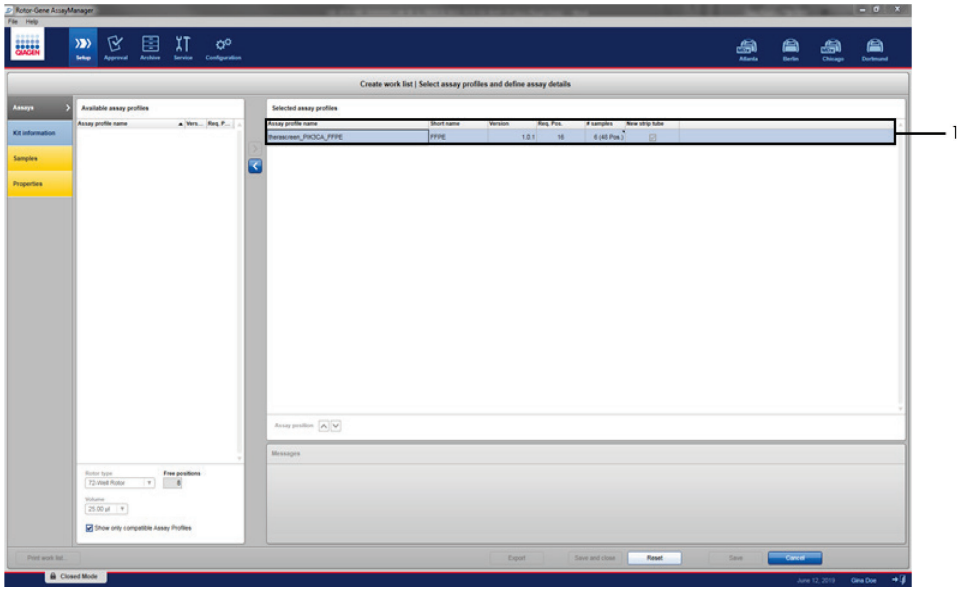 Rotor-Gene AssayManager
File Help
QIAGEN
Setup Approval Archive Service Configuration Atlanta Berlin Chicago Dortmund
Create work list | Select assay profiles and define assay details
Assays
Kit information
Samples
Properties
Available assay profiles
Assay profile name Vers... Req. P...
Selected assay profiles
Assay profile name Short name Version Req. Pos. # samples New strip tube
therascreen_PIK3CA_FFPE FFPE 1.0.1 16 6 (48 Pos.)
1
Assay position
Messages
Rotor type Free positions
72-Well Rotor
Volume
25.00 µl
Show only compatible Assay Profiles
Print work list... Export Save and close Reset Save Cancel
Closed Mode June 12, 2019 Gina Doe